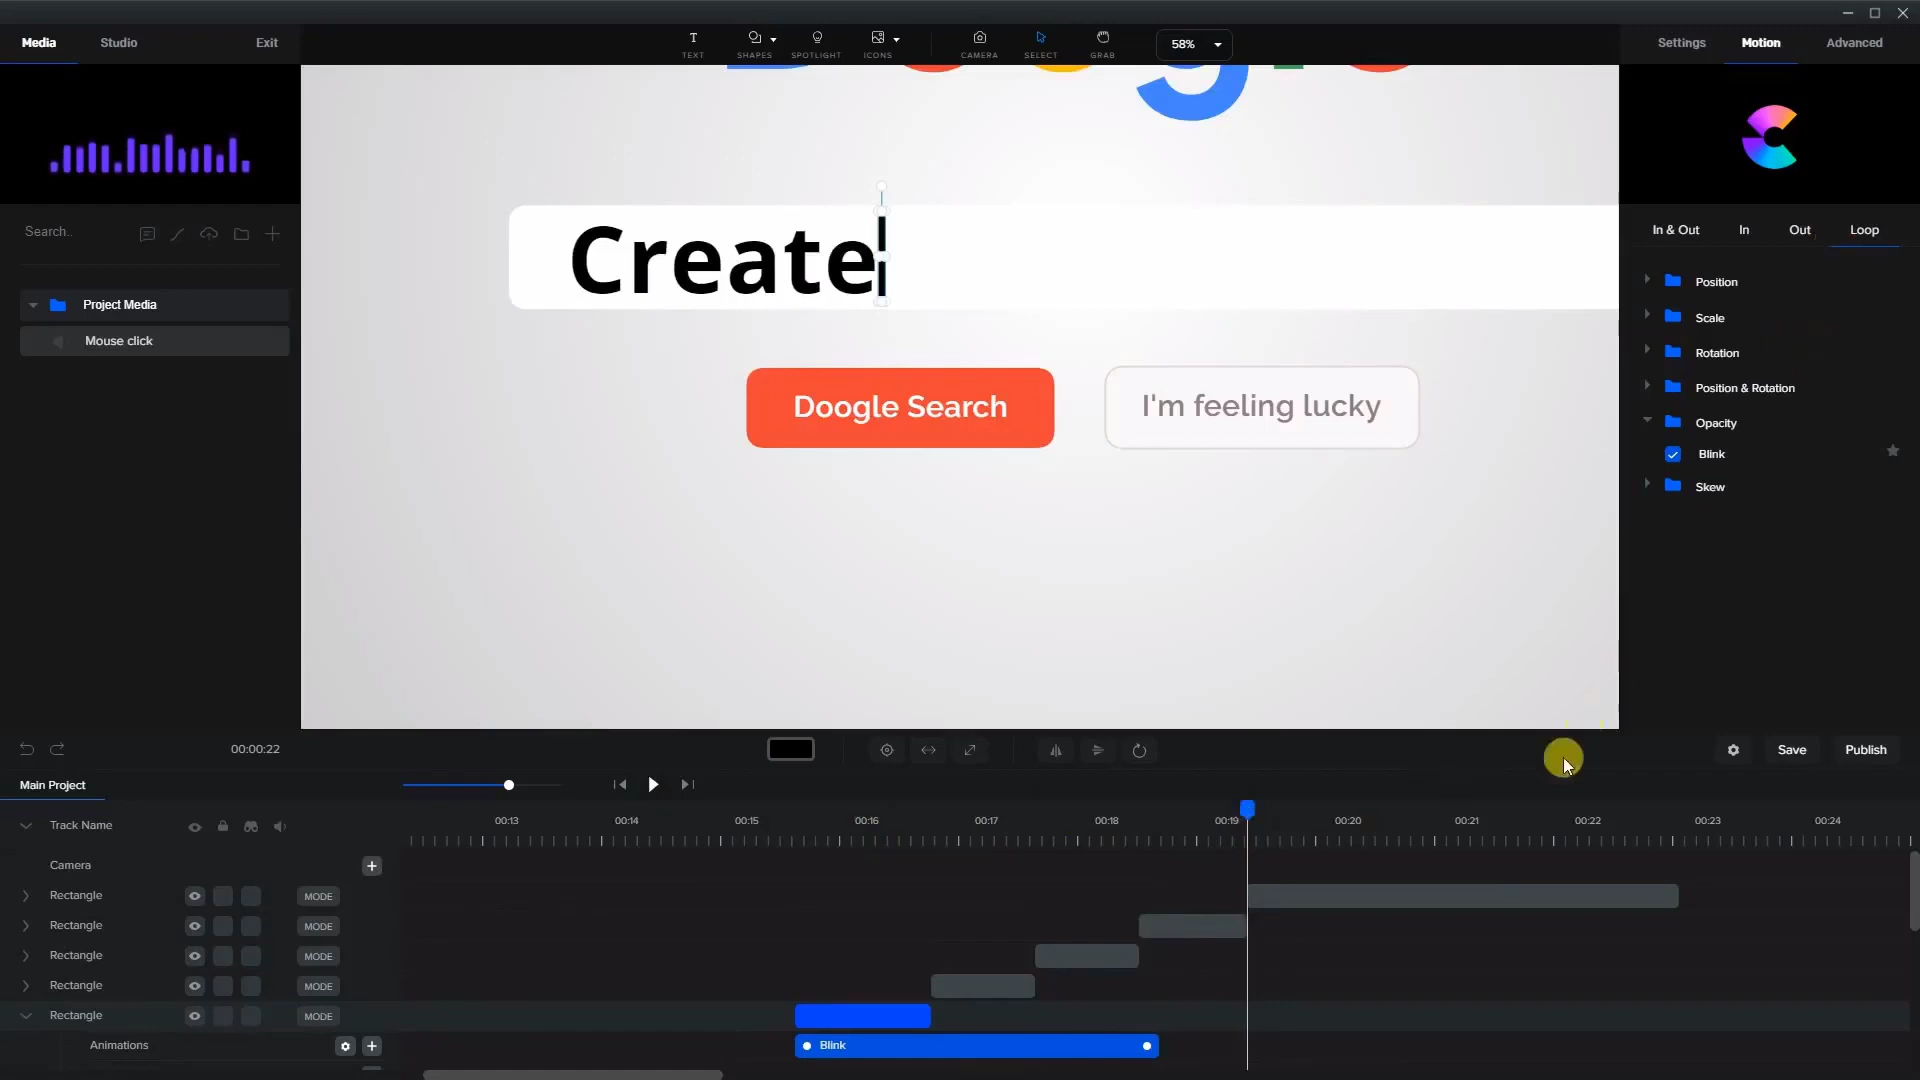 Media
Studio
Exit
TEXT
SHAPES
SPOTLIGHT
ICONS
CAMERA
SELECT
GRAB
58%
Settings
Motion
Advanced
Search..
Project Media
Mouse click
Create
Doogle Search
I'm feeling lucky
In & Out
In
Out
Loop
Position
Scale
Rotation
Position & Rotation
Opacity
Blink
Skew
00:00:22
Save
Publish
Main Project
Track Name
00:13
00:14
00:15
00:16
00:17
00:18
00:19
00:20
00:21
00:22
00:23
00:24
Camera
Rectangle
MODE
Rectangle
MODE
Rectangle
MODE
Rectangle
MODE
Rectangle
MODE
Animations
Blink